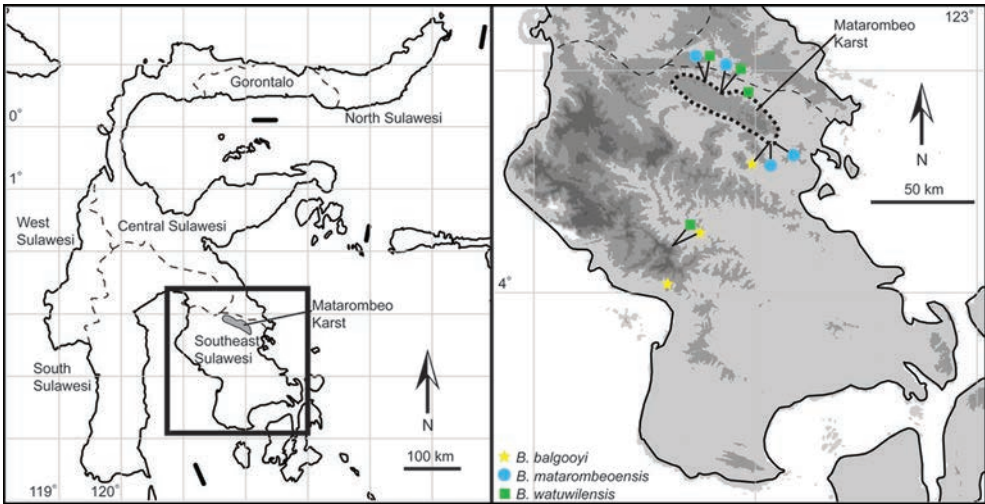 Gorontalo
0°
North Sulawesi
1°
West
Sulawesi
Central Sulawesi
Matarombeo
Karst
Southeast
Sulawesi
South
Sulawesi
N
100 km
119°
120°
Matarombeo
Karst
123°
N
50 km
4°
B. balgooyi
B. matarombeoensis
B. watuwilensis